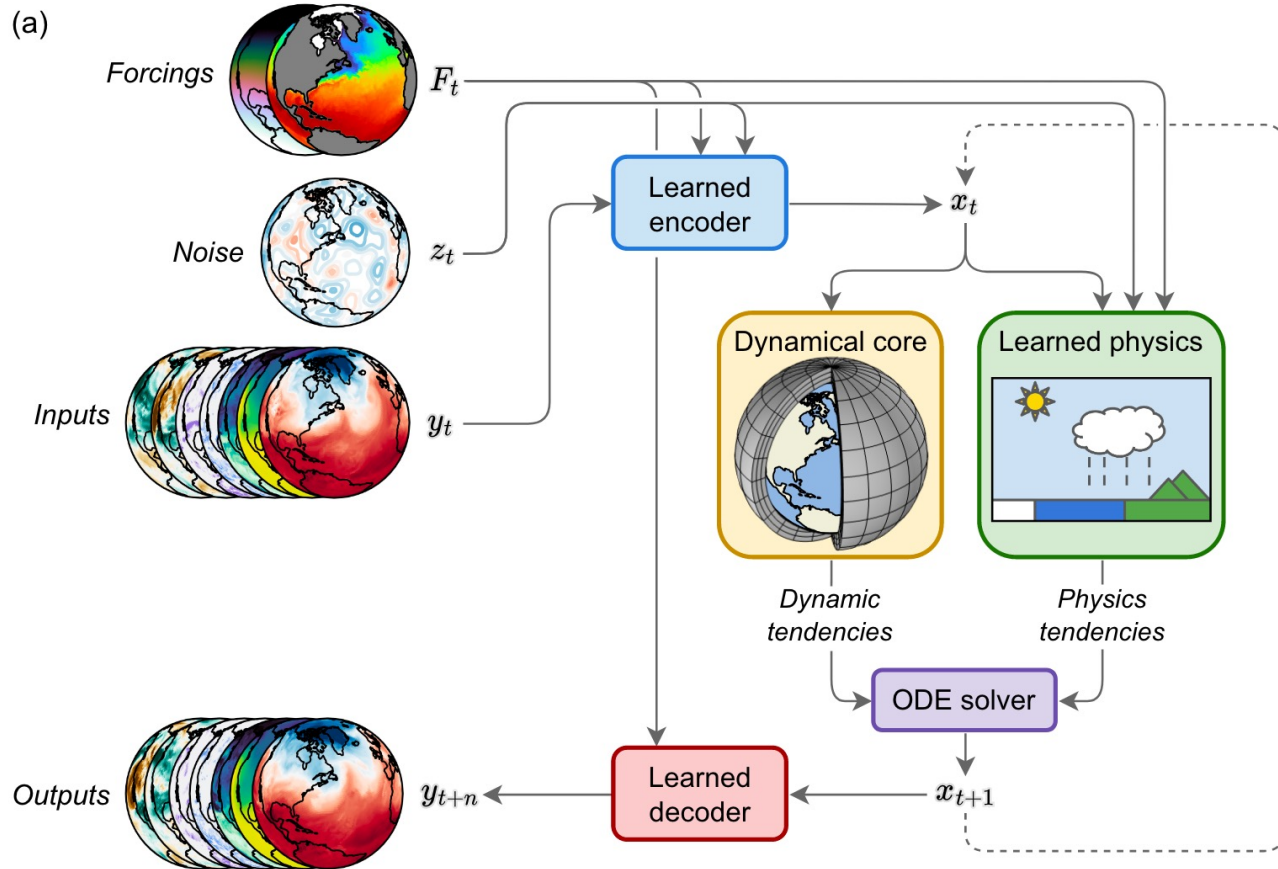 (a)
Forcings
F_t
Noise
z_t
Inputs
y_t
Learned
encoder
x_t
Dynamical core
Learned physics
Dynamic
tendencies
Physics
tendencies
ODE solver
Outputs
y_{t+n}
Learned
decoder
x_{t+1}